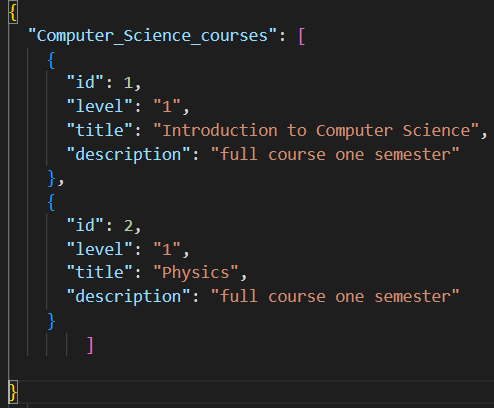 {
  "Computer_Science_courses": [
    {
      "id": 1,
      "level": "1",
      "title": "Introduction to Computer Science",
      "description": "full course one semester"
    },
    {
      "id": 2,
      "level": "1",
      "title": "Physics",
      "description": "full course one semester"
    }
        ]
}